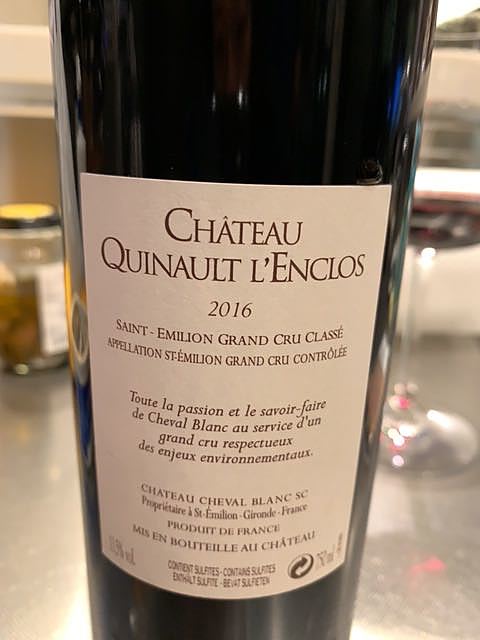 CHÂTEAU
QUINAULT L'ENCLOS
2016
SAINT-EMILION GRAND CRU CLASSÉ
APPELLATION ST-ÉMILION GRAND CRU CONTRÔLÉE
Toute la passion et le savoir-faire
de Cheval Blanc au service d'un
grand cru respectueux
des enjeux environnementaux.
CHATEAU CHEVAL BLANC SC
Propriétaire à St-Émilion - Gironde - France
PRODUIT DE FRANCE
MIS EN BOUTEILLE AU CHÂTEAU
CONTIENT SULFITES - CONTAINS SULFITES
ENTHÄLT SULFITE - BEVAT SULFIETEN
750 ml